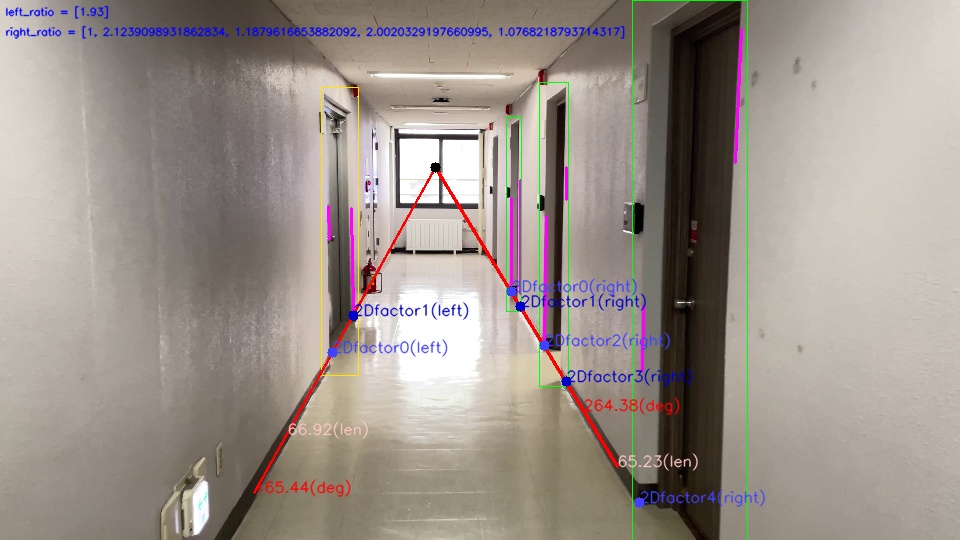 left_ratio = [1.93]
right_ratio = [1, 2.1239098931862834, 1.1879616653882092, 2.0020329197660995, 1.0768218793714317]
2Dfactor0(right)
2Dfactor1(right)
2Dfactor1(left)
2Dfactor2(right)
2Dfactor0(left)
2Dfactor3(right)
264.38(deg)
66.92(len)
65.23(len)
765.44(deg)
2Dfactor4(right)